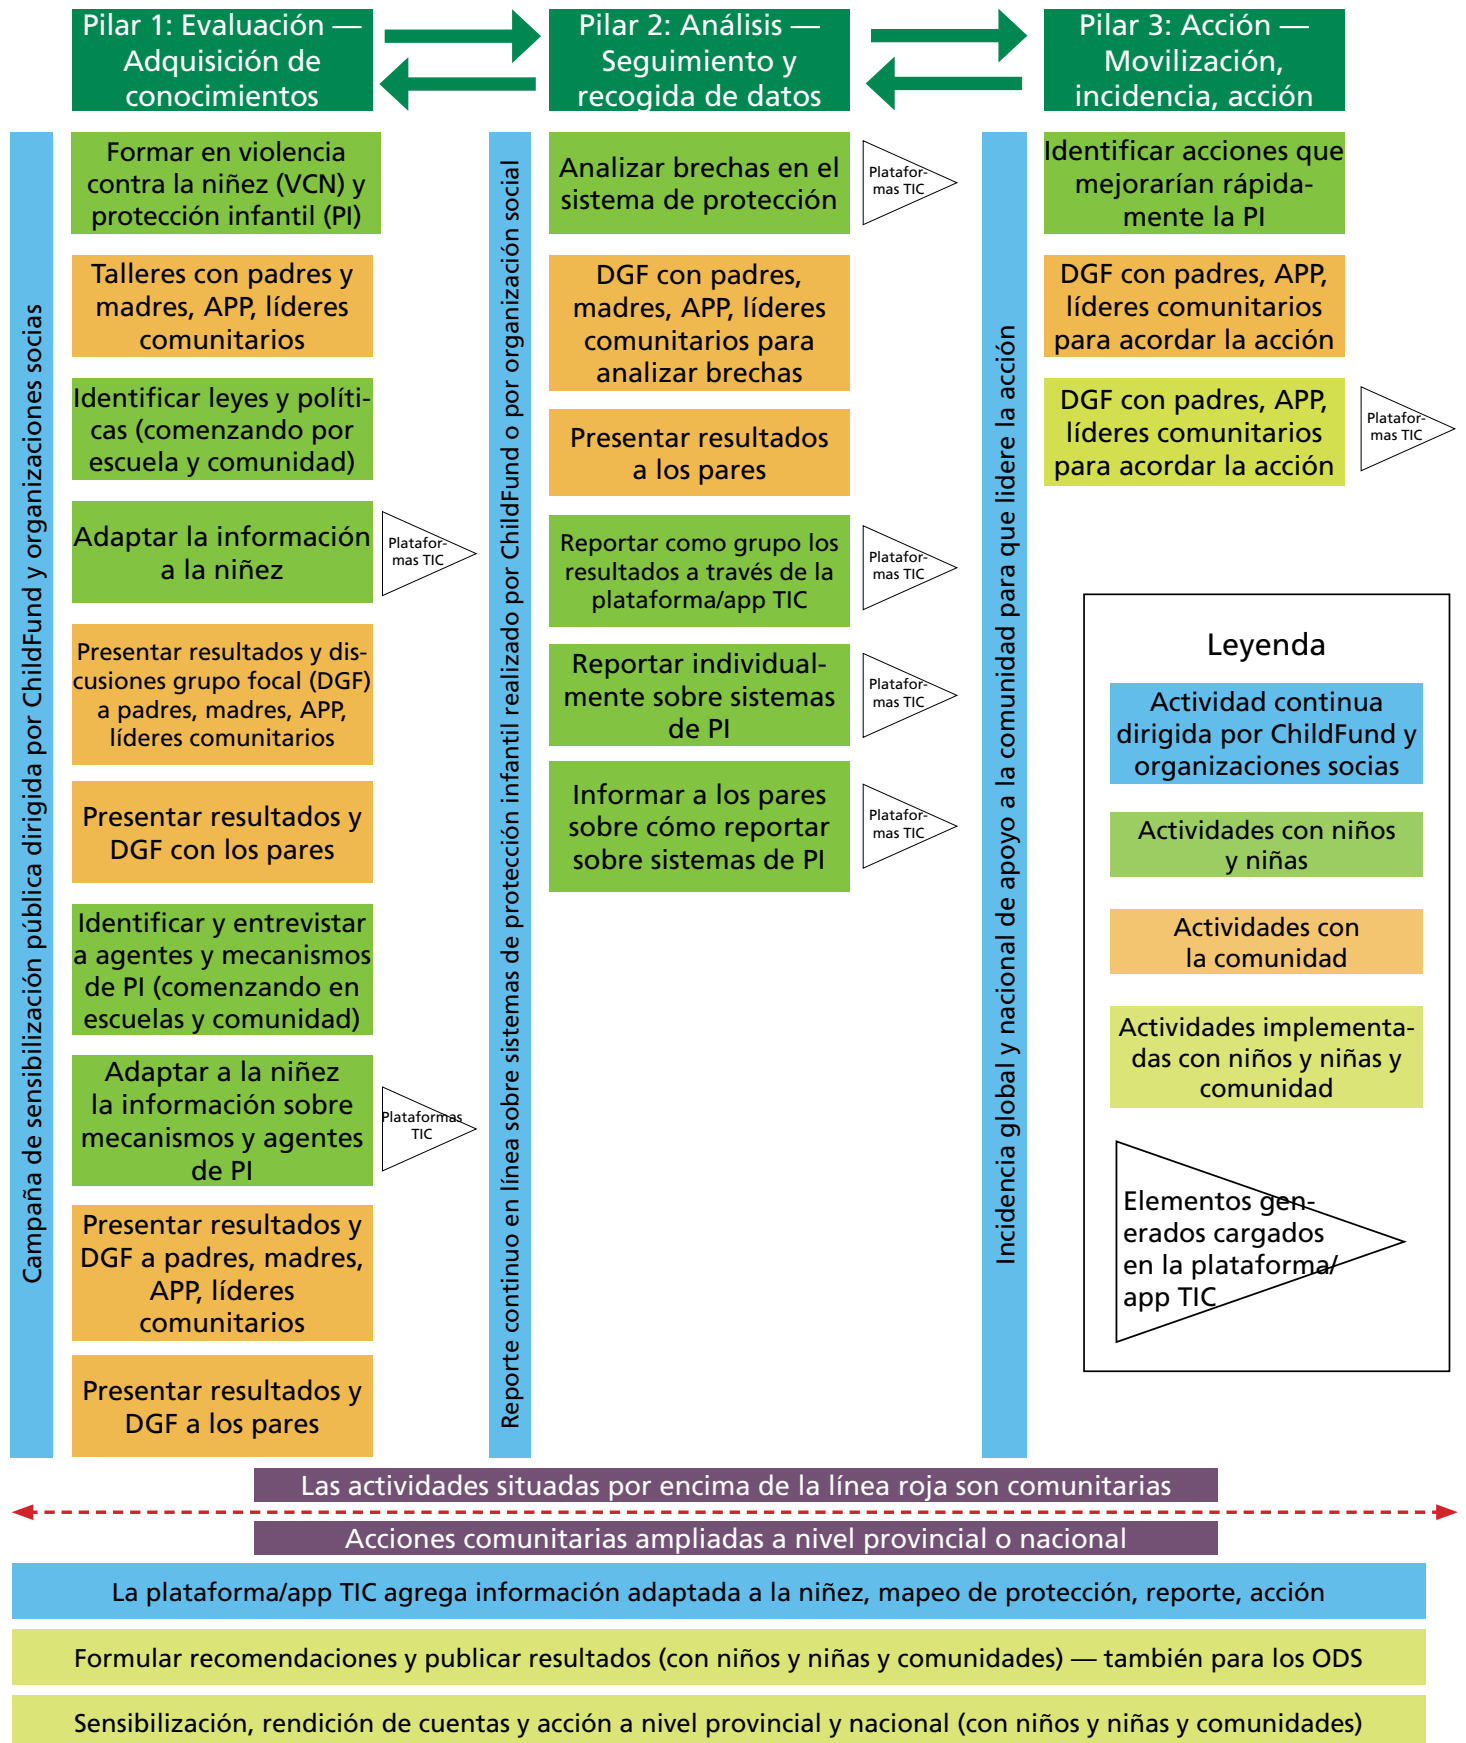 Pilar 1: Evaluación —
Adquisición de
conocimientos
Pilar 2: Análisis —
Seguimiento y
recogida de datos
Pilar 3: Acción —
Movilización,
incidencia, acción
Campaña de sensibilización pública dirigida por ChildFund y organizaciones socias
Formar en violencia
contra la niñez (VCN) y
protección infantil (PI)
Talleres con padres y
madres, APP, líderes
comunitarios
Identificar leyes y políti-
cas (comenzando por
escuela y comunidad)
Adaptar la información
a la niñez
Platafor-
mas TIC
Presentar resultados y dis-
cusiones grupo focal (DGF)
a padres, madres, APP,
líderes comunitarios
Presentar resultados y
DGF con los pares
Identificar y entrevistar
a agentes y mecanismos
de PI (comenzando en
escuelas y comunidad)
Adaptar a la niñez
la información sobre
mecanismos y agentes
de PI
Plataformas
TIC
Presentar resultados y
DGF a padres, madres,
APP, líderes
comunitarios
Presentar resultados y
DGF a los pares
Reporte continuo en línea sobre sistemas de protección infantil realizado por ChildFund o por organización social
Analizar brechas en el
sistema de protección
Platafor-
mas TIC
DGF con padres,
madres, APP, líderes
comunitarios para
analizar brechas
Presentar resultados
a los pares
Reportar como grupo los
resultados a través de la
plataforma/app TIC
Platafor-
mas TIC
Reportar individual-
mente sobre sistemas
de PI
Platafor-
mas TIC
Informar a los pares
sobre cómo reportar
sobre sistemas de PI
Platafor-
mas TIC
Incidencia global y nacional de apoyo a la comunidad para que lidere la acción
Identificar acciones que
mejorarían rápida-
mente la PI
DGF con padres, APP,
líderes comunitarios
para acordar la acción
DGF con padres, APP,
líderes comunitarios
para acordar la acción
Platafor-
mas TIC
Leyenda
Actividad continua
dirigida por ChildFund y
organizaciones socias
Actividades con niños
y niñas
Actividades con
la comunidad
Actividades implementa-
das con niños y niñas y
comunidad
Elementos gen-
erados cargados
en la plataforma/
app TIC
Las actividades situadas por encima de la línea roja son comunitarias
Acciones comunitarias ampliadas a nivel provincial o nacional
La plataforma/app TIC agrega información adaptada a la niñez, mapeo de protección, reporte, acción
Formular recomendaciones y publicar resultados (con niños y niñas y comunidades) — también para los ODS
Sensibilización, rendición de cuentas y acción a nivel provincial y nacional (con niños y niñas y comunidades)